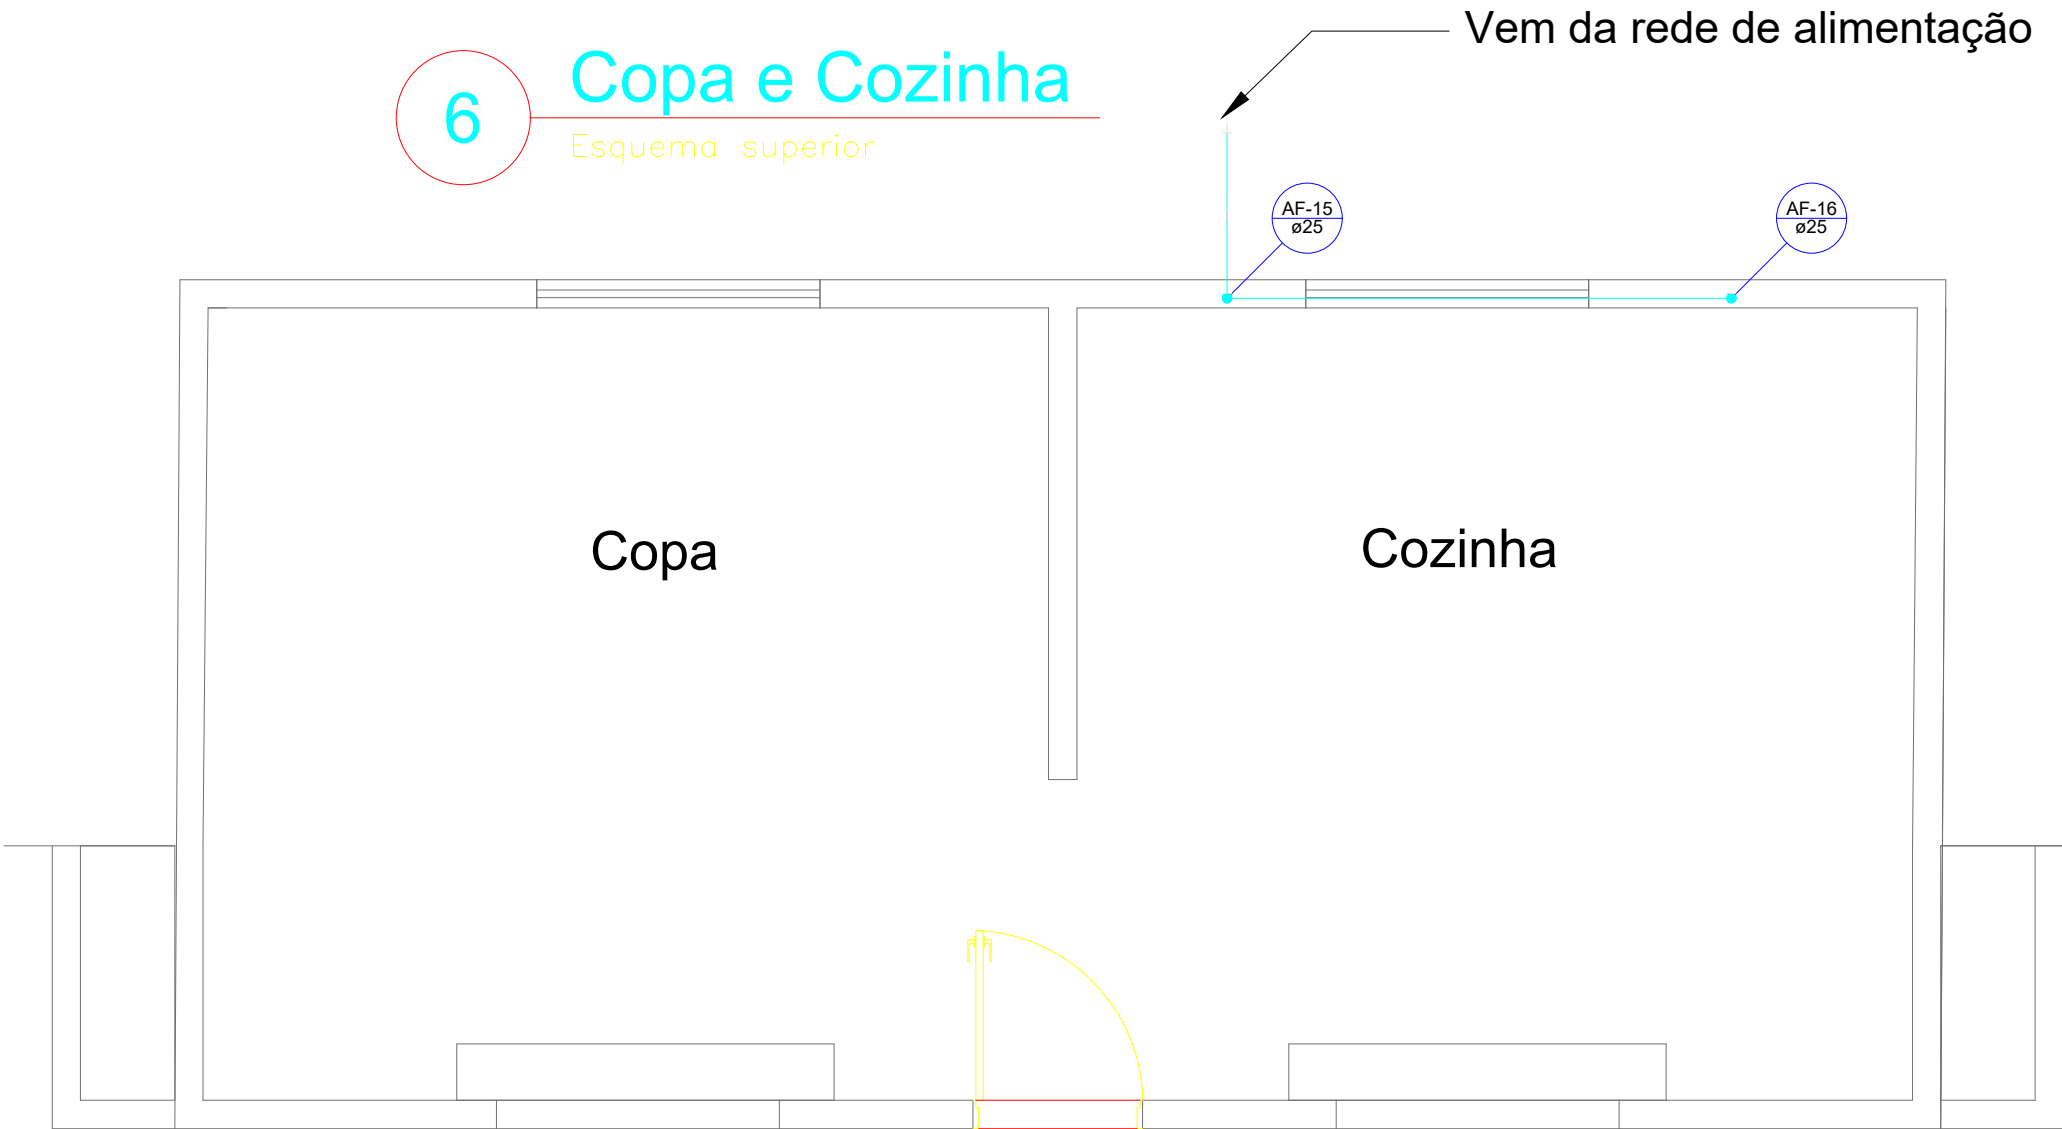 Vem da rede de alimentação
Copa e Cozinha
6
Esquema superior
AF-15
ø25
AF-16
ø25
Copa
Cozinha